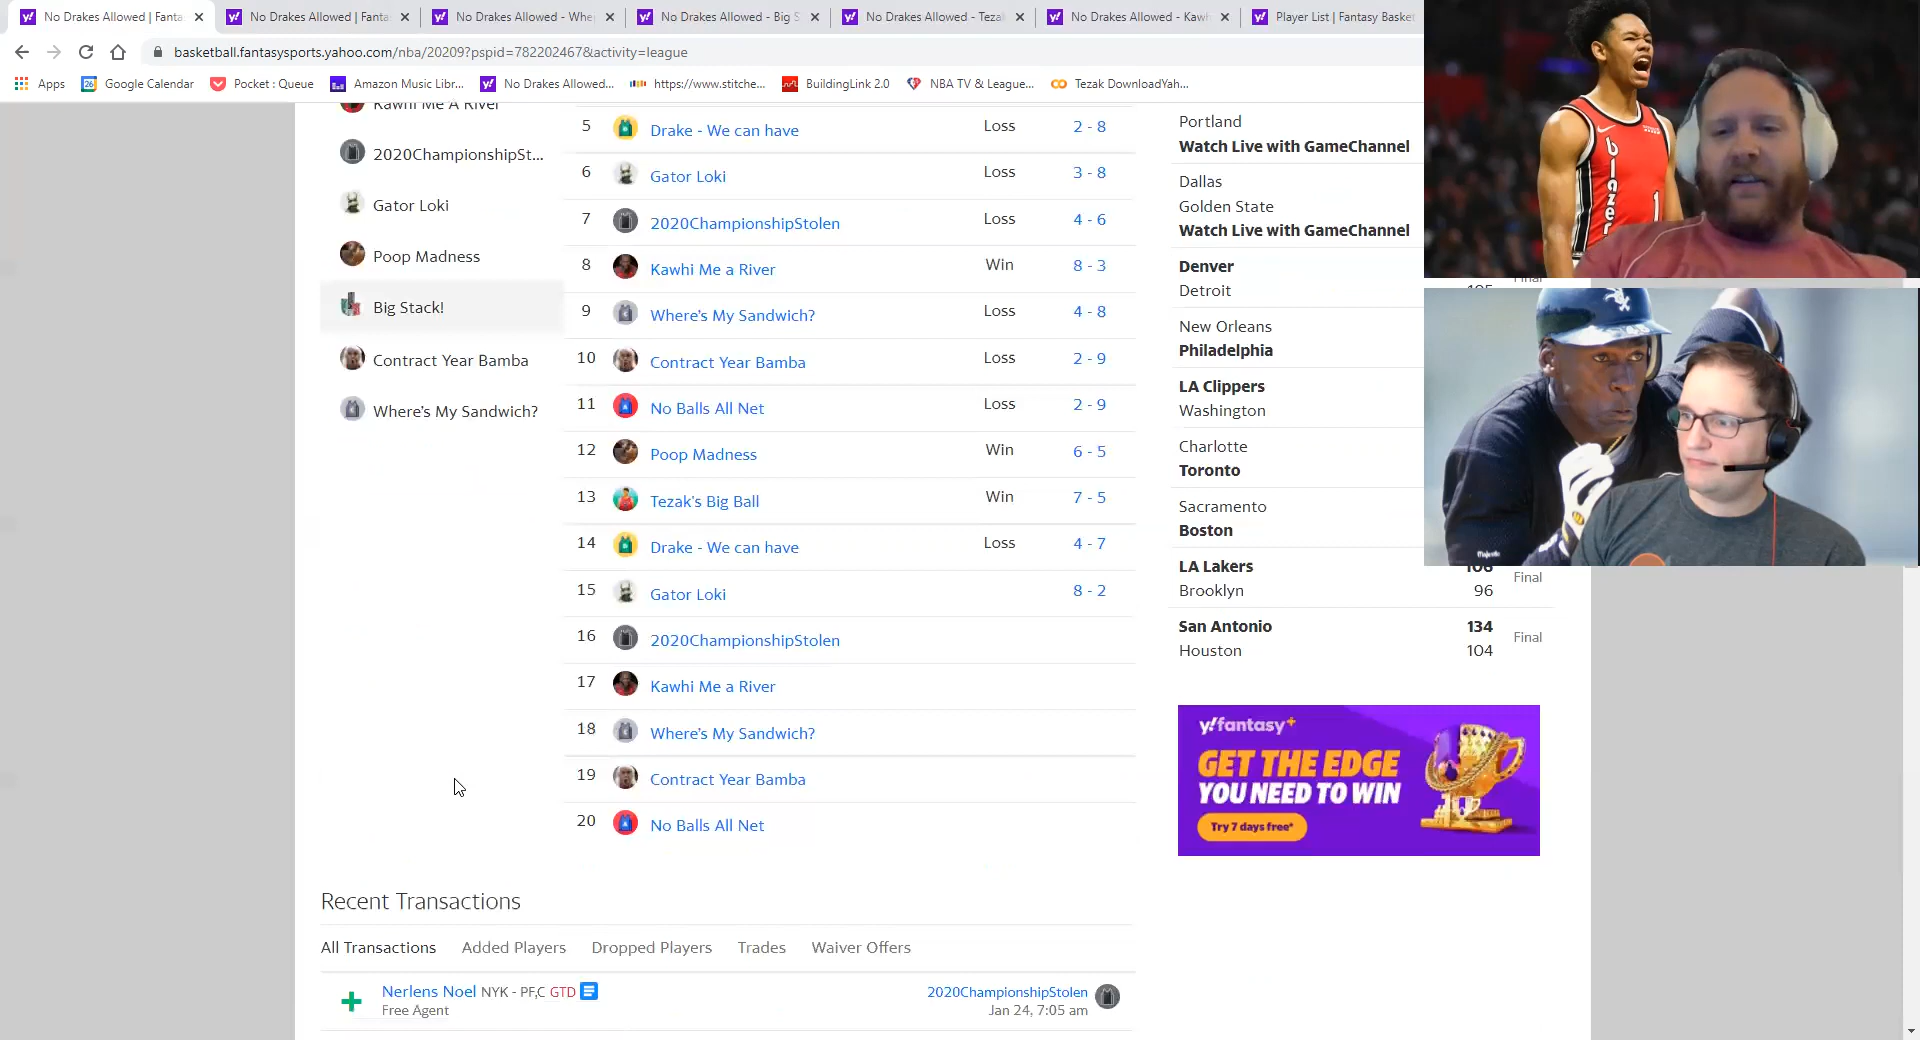 No Drakes Allowed | Fanta
No Drakes Allowed | Fanta
No Drakes Allowed - Whe
No Drakes Allowed - Big S
No Drakes Allowed - Teza
No Drakes Allowed - Kawh
Player List | Fantasy Basket
basketball.fantasysports.yahoo.com/nba/20209?pspid=782202467&activity=league
Apps
Google Calendar
Pocket : Queue
Amazon Music Libr...
No Drakes Allowed...
https://www.stitche...
BuildingLink 2.0
NBA TV & League...
Tezak DownloadYah...
Kawhi Me A River
2020ChampionshipSt...
Gator Loki
Poop Madness
Big Stack!
Contract Year Bamba
Where's My Sandwich?
5 Drake - We can have Loss 2 - 8
6 Gator Loki Loss 3 - 8
7 2020ChampionshipStolen Loss 4 - 6
8 Kawhi Me a River Win 8 - 3
9 Where's My Sandwich? Loss 4 - 8
10 Contract Year Bamba Loss 2 - 9
11 No Balls All Net Loss 2 - 9
12 Poop Madness Win 6 - 5
13 Tezak's Big Ball Win 7 - 5
14 Drake - We can have Loss 4 - 7
15 Gator Loki 8 - 2
16 2020ChampionshipStolen
17 Kawhi Me a River
18 Where's My Sandwich?
19 Contract Year Bamba
20 No Balls All Net
Portland
Watch Live with GameChannel
Dallas
Golden State
Watch Live with GameChannel
Denver
Detroit
New Orleans
Philadelphia
LA Clippers
Washington
Charlotte
Toronto
Sacramento
Boston
LA Lakers 106
Final
Brooklyn 96
San Antonio 134
Final
Houston 104
y!fantasy+
GET THE EDGE
YOU NEED TO WIN
Try 7 days free*
Recent Transactions
All Transactions Added Players Dropped Players Trades Waiver Offers
Nerlens Noel NYK - PF,C GTD 2020ChampionshipStolen
Free Agent Jan 24, 7:05 am
blazer
1